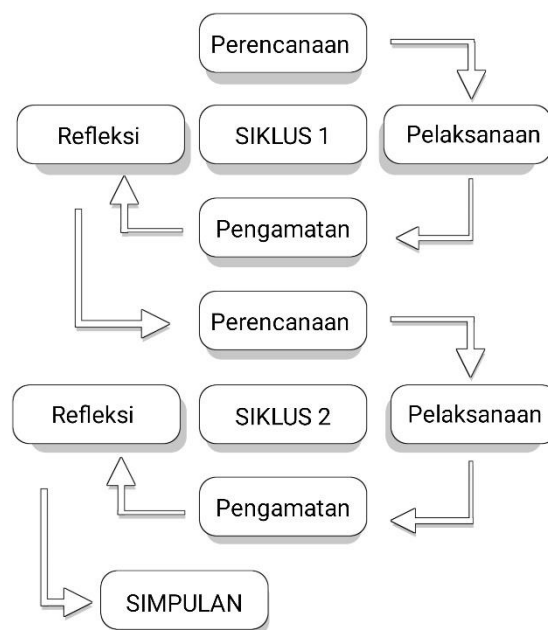 Perencanaan
Refleksi
SIKLUS 1
Pelaksanaan
Pengamatan
Perencanaan
Refleksi
SIKLUS 2
Pelaksanaan
Pengamatan
SIMPULAN